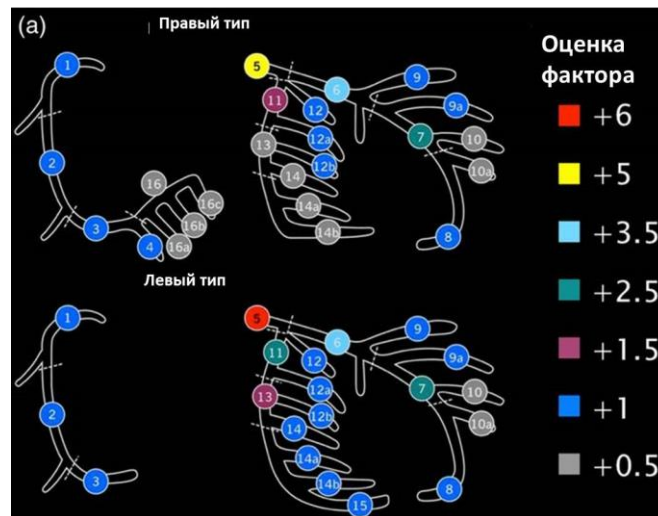 (a)
Правый тип
1
2
3
4
16
16a
16b
16c
5
6
7
8
9
9a
10
10a
11
12
12a
12b
13
14
14a
14b
Левый тип
1
2
3
5
6
7
8
9
9a
10
10a
11
12
12a
12b
13
14
14a
14b
15
Оценка
фактора
+6
+5
+3.5
+2.5
+1.5
+1
+0.5